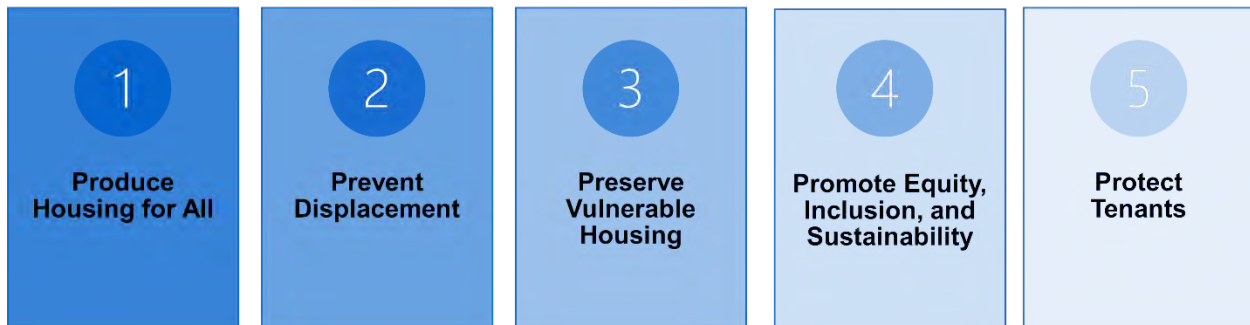 1
Produce
Housing for All
2
Prevent
Displacement
3
Preserve
Vulnerable
Housing
4
Promote Equity,
Inclusion, and
Sustainability
5
Protect
Tenants